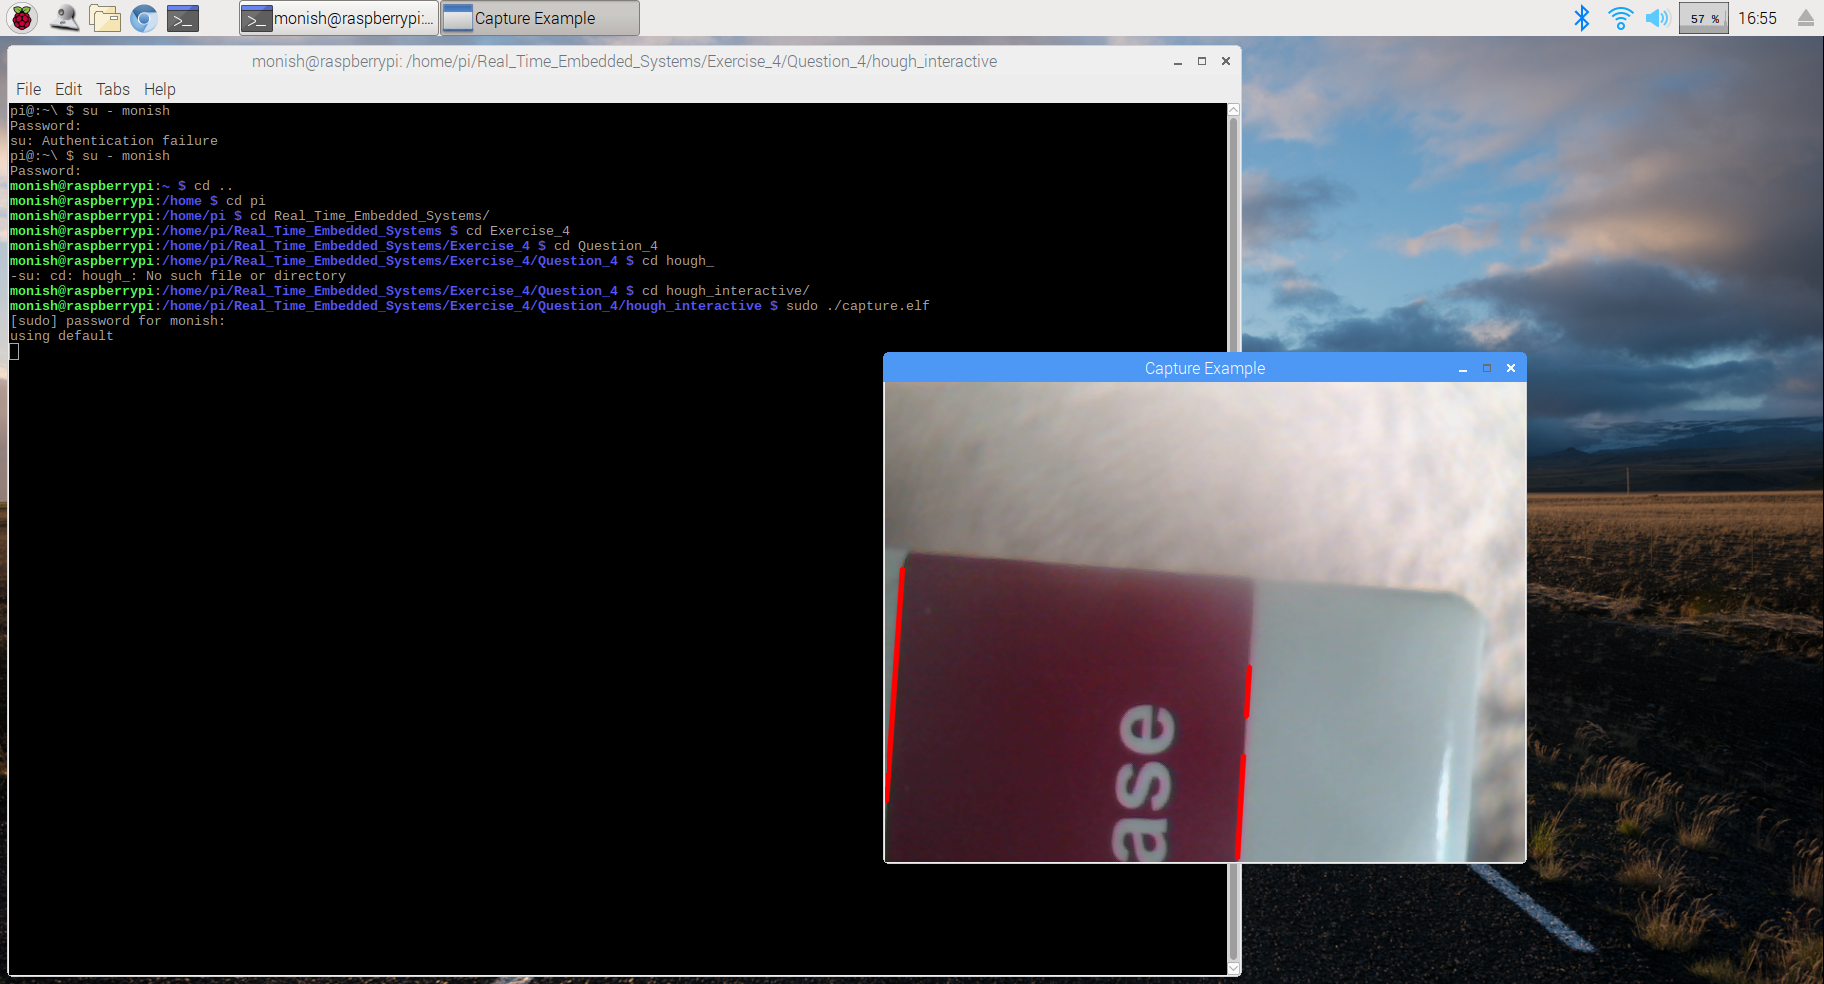 monish@raspberrypi:...
Capture Example
57 %
16:55
monish@raspberrypi: /home/pi/Real_Time_Embedded_Systems/Exercise_4/Question_4/hough_interactive
File Edit Tabs Help
pi@:~\ $ su - monish
Password:
su: Authentication failure
pi@:~\ $ su - monish
Password:
monish@raspberrypi:~ $ cd ..
monish@raspberrypi:/home $ cd pi
monish@raspberrypi:/home/pi $ cd Real_Time_Embedded_Systems/
monish@raspberrypi:/home/pi/Real_Time_Embedded_Systems $ cd Exercise_4
monish@raspberrypi:/home/pi/Real_Time_Embedded_Systems/Exercise_4 $ cd Question_4
monish@raspberrypi:/home/pi/Real_Time_Embedded_Systems/Exercise_4/Question_4 $ cd hough_
-su: cd: hough_: No such file or directory
monish@raspberrypi:/home/pi/Real_Time_Embedded_Systems/Exercise_4/Question_4 $ cd hough_interactive/
monish@raspberrypi:/home/pi/Real_Time_Embedded_Systems/Exercise_4/Question_4/hough_interactive $ sudo ./capture.elf
[sudo] password for monish:
using default
Capture Example
ase